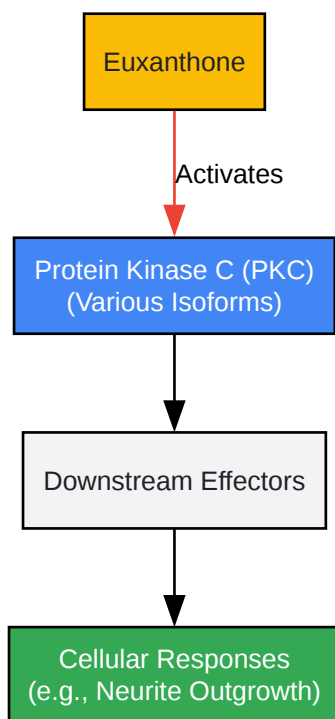 Euxanthone
Activates
Protein Kinase C (PKC)
(Various Isoforms)
Downstream Effectors
Cellular Responses
(e.g., Neurite Outgrowth)